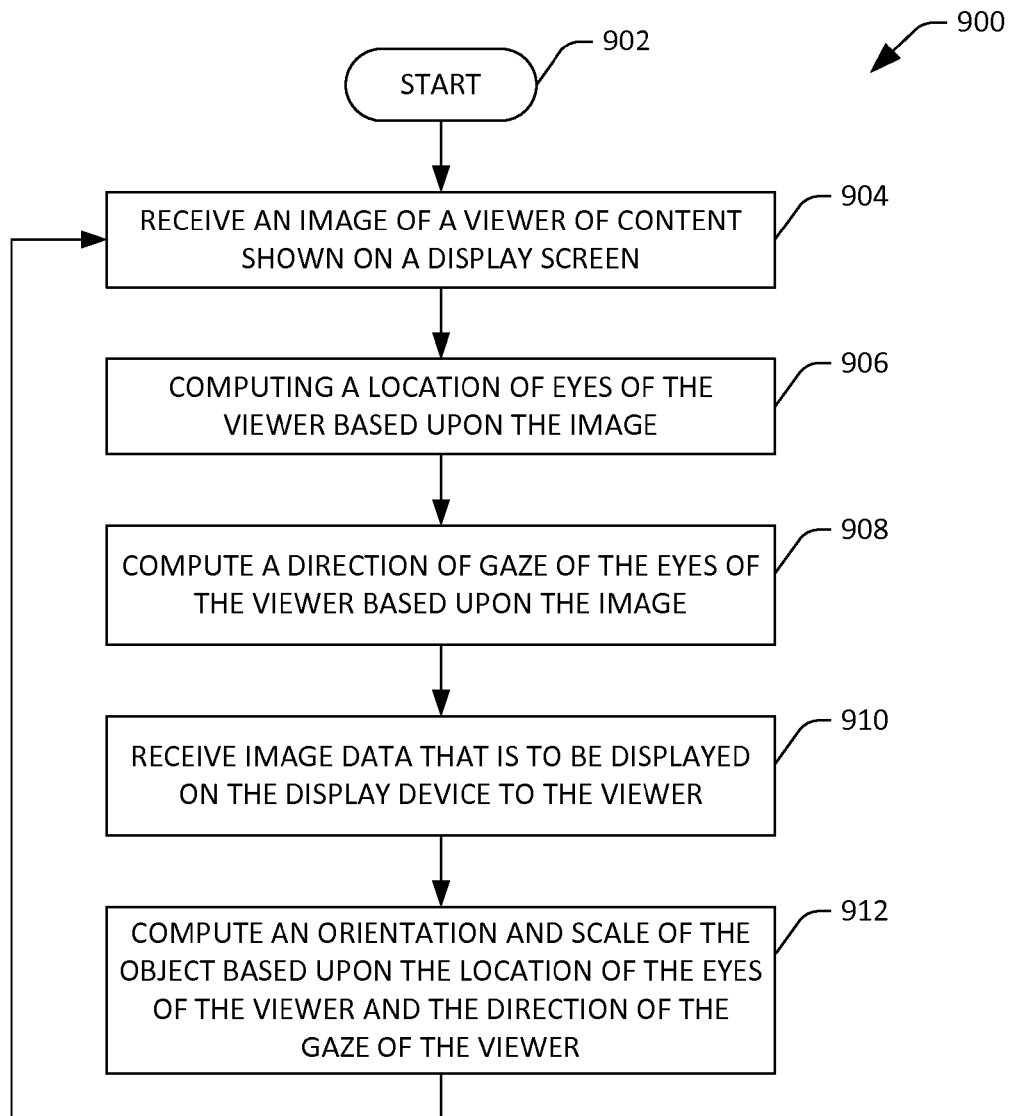 900
902
START
904
RECEIVE AN IMAGE OF A VIEWER OF CONTENT
SHOWN ON A DISPLAY SCREEN
906
COMPUTING A LOCATION OF EYES OF THE
VIEWER BASED UPON THE IMAGE
908
COMPUTE A DIRECTION OF GAZE OF THE EYES OF
THE VIEWER BASED UPON THE IMAGE
910
RECEIVE IMAGE DATA THAT IS TO BE DISPLAYED
ON THE DISPLAY DEVICE TO THE VIEWER
912
COMPUTE AN ORIENTATION AND SCALE OF THE
OBJECT BASED UPON THE LOCATION OF THE EYES
OF THE VIEWER AND THE DIRECTION OF THE
GAZE OF THE VIEWER